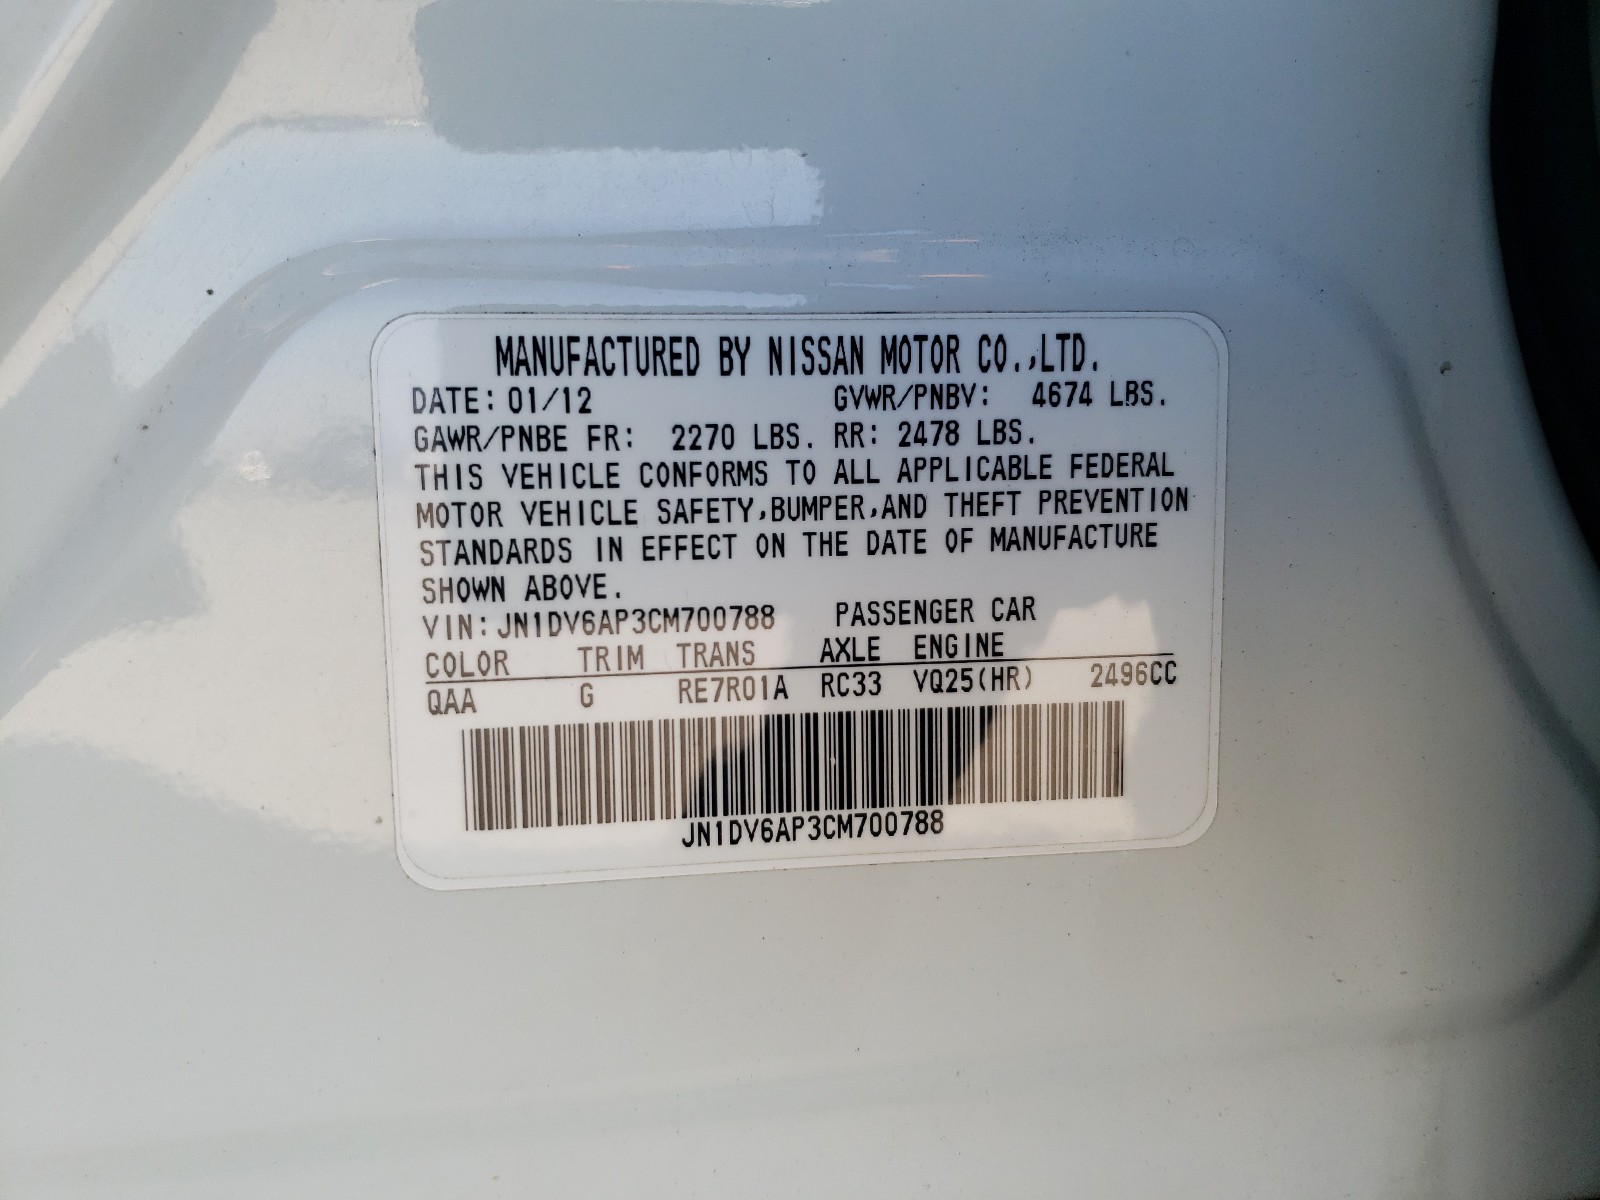 MANUFACTURED BY NISSAN MOTOR CO.,LTD.
DATE: 01/12 GVWR/PNBV: 4674 LBS.
GAWR/PNBE FR: 2270 LBS. RR: 2478 LBS.
THIS VEHICLE CONFORMS TO ALL APPLICABLE FEDERAL
MOTOR VEHICLE SAFETY,BUMPER,AND THEFT PREVENTION
STANDARDS IN EFFECT ON THE DATE OF MANUFACTURE
SHOWN ABOVE.
VIN: JN1DV6AP3CM700788 PASSENGER CAR
COLOR TRIM TRANS AXLE ENGINE
QAA G RE7R01A RC33 VQ25(HR) 2496CC
JN1DV6AP3CM700788